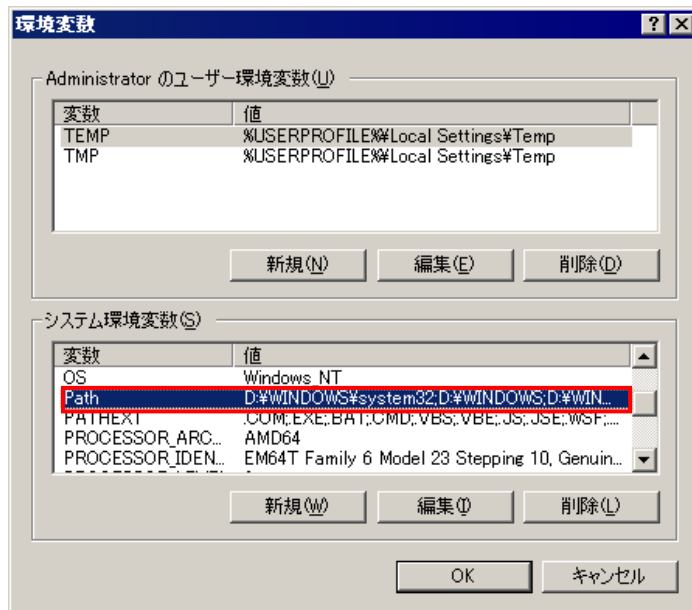 環境変数
Administrator のユーザー環境変数(U)
変数 値
TEMP %USERPROFILE%¥Local Settings¥Temp
TMP %USERPROFILE%¥Local Settings¥Temp
新規(N) 編集(E) 削除(D)
システム環境変数(S)
変数 値
OS Windows_NT
Path D:¥WINDOWS¥system32;D:¥WINDOWS;D:¥WIN...
PATHEXT .COM;.EXE;.BAT;.CMD;.VBS;.VBE;.JS;.JSE;.WSF;....
PROCESSOR_ARC... AMD64
PROCESSOR_IDEN... EM64T Family 6 Model 23 Stepping 10, Genuin...
新規(W) 編集(I) 削除(L)
OK キャンセル